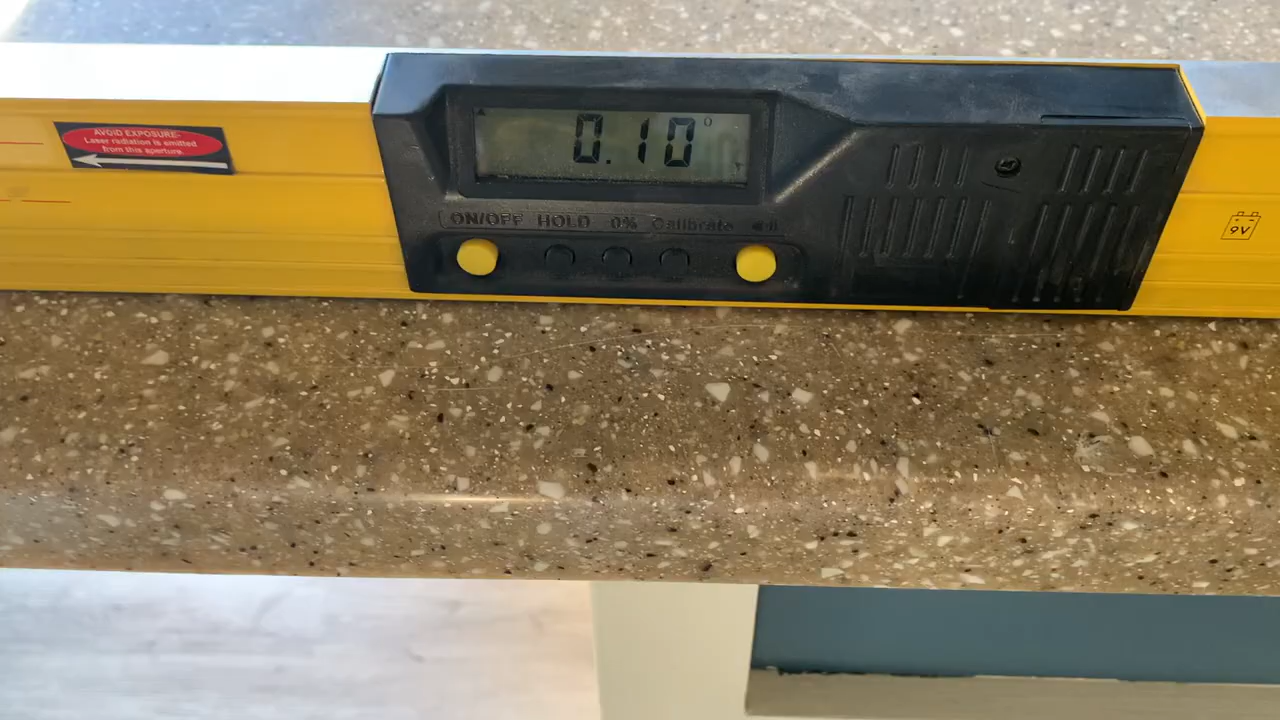 AVOID EXPOSURE-
Laser radiation is emitted
from this aperture.
0.10°
ON/OFF HOLD 0% Calibrate
9V